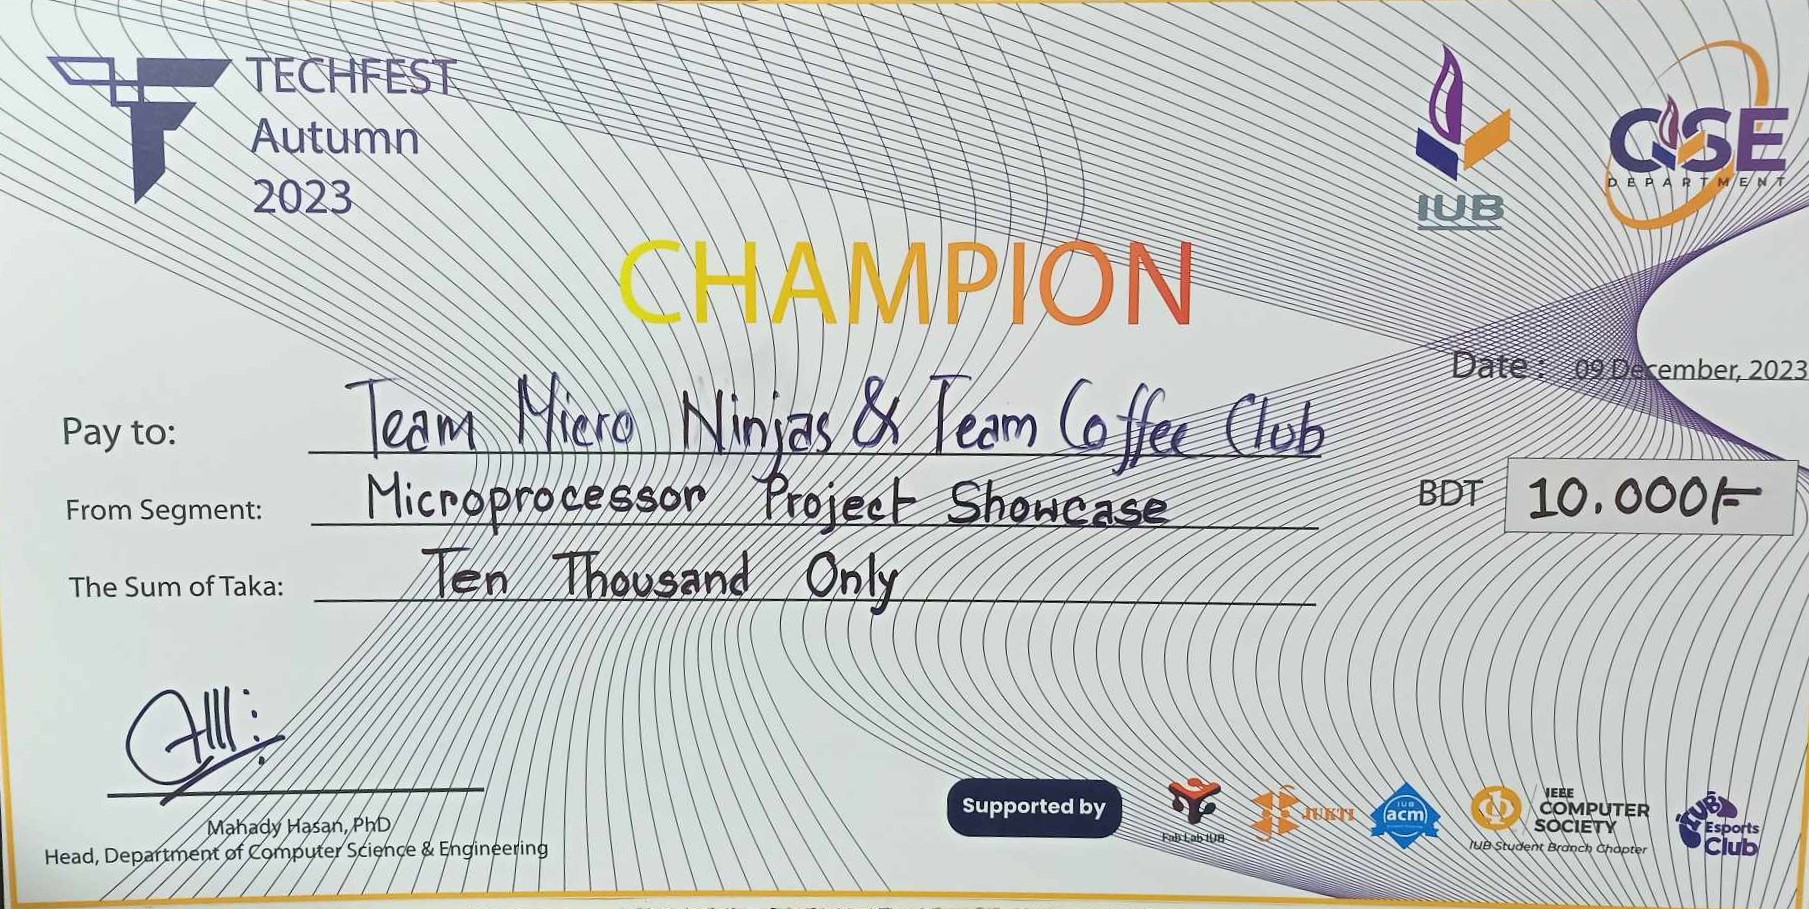 TECHFEST
Autumn
2023
IUB
CSE
DEPARTMENT
CHAMPION
Date : 09 December, 2023
Pay to: Team Micro Ninjas & Team Coffee Club
From Segment: Microprocessor Project Showcase
BDT 10.000/-
The Sum of Taka: Ten Thousand Only
Mahady Hasan, PhD
Head, Department of Computer Science & Engineering
Supported by
Fab Lab IUB
JUKTI
IUB
acm
IEEE
COMPUTER
SOCIETY
IUB Student Branch Chapter
IUB
Esports
Club